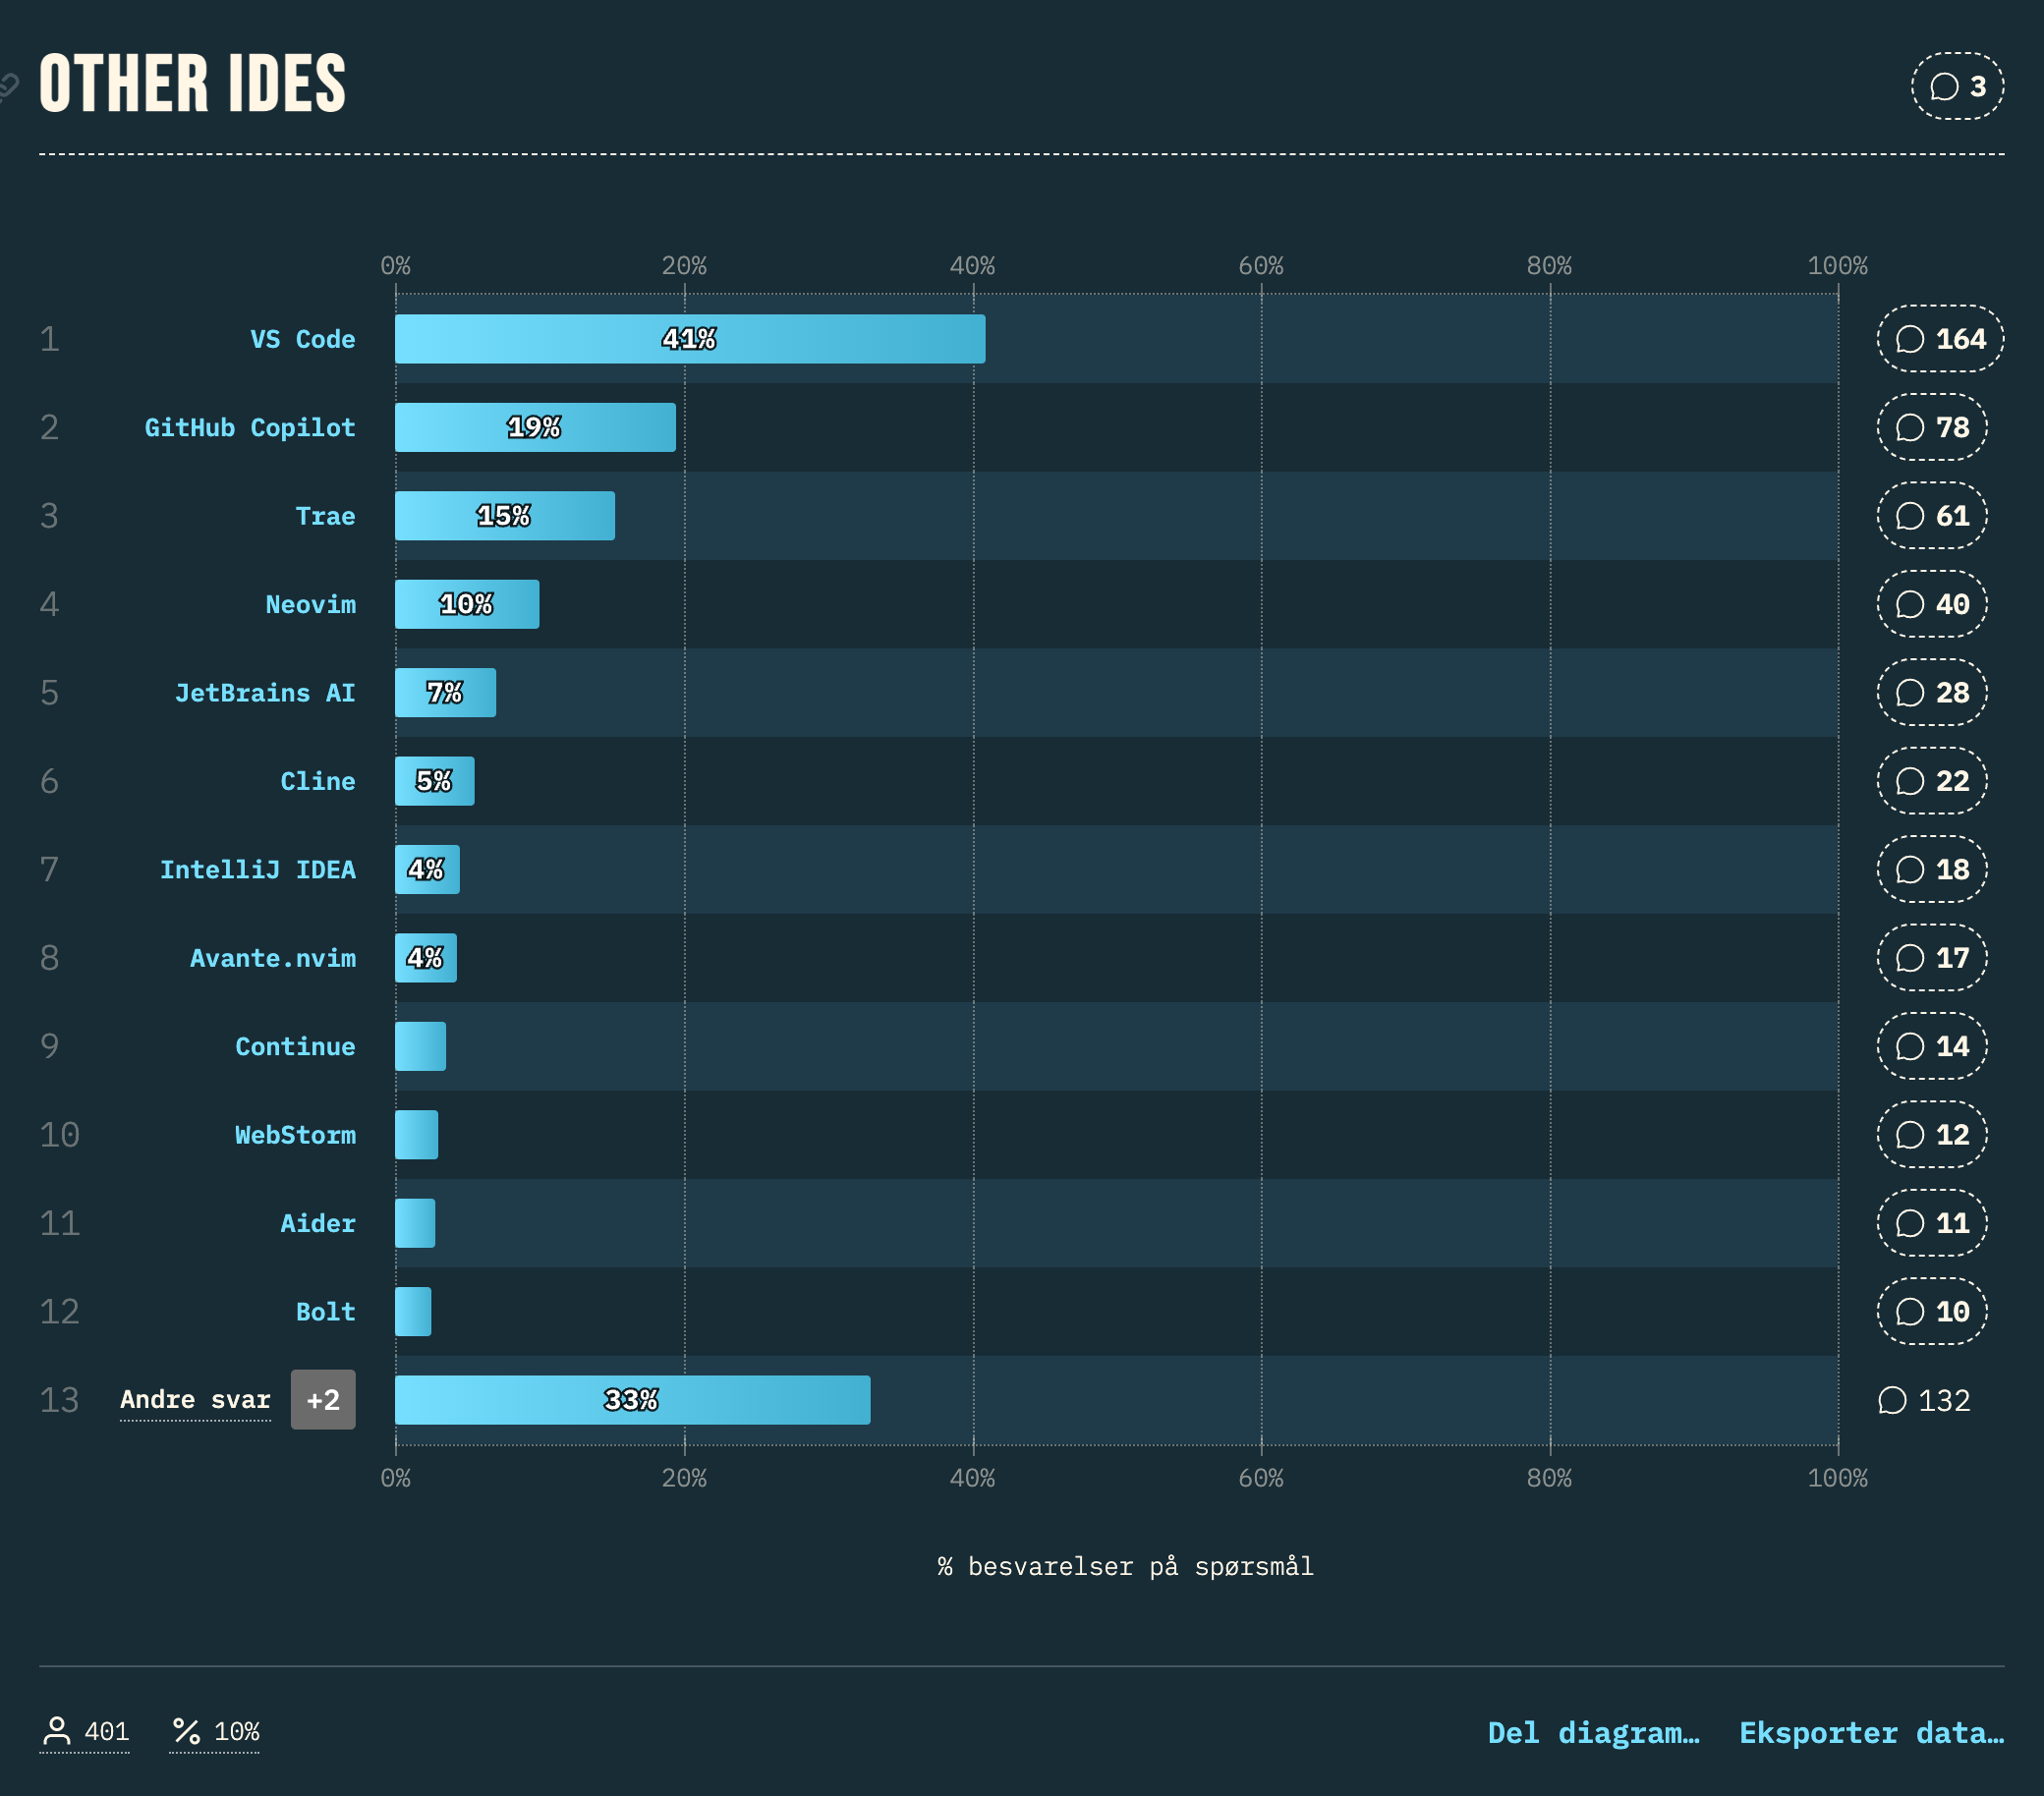 OTHER IDES
3
0% 20% 40% 60% 80% 100%
1 VS Code 41% 164
2 GitHub Copilot 19% 78
3 Trae 15% 61
4 Neovim 10% 40
5 JetBrains AI 7% 28
6 Cline 5% 22
7 IntelliJ IDEA 4% 18
8 Avante.nvim 4% 17
9 Continue 14
10 WebStorm 12
11 Aider 11
12 Bolt 10
13 Andre svar +2 33% 132
0% 20% 40% 60% 80% 100%
% besvarelser på spørsmål
401 10% Del diagram… Eksporter data…